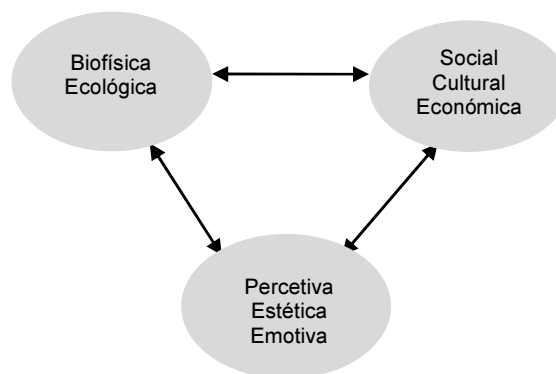 Biofísica
Ecológica
Social
Cultural
Económica
Percetiva
Estética
Emotiva